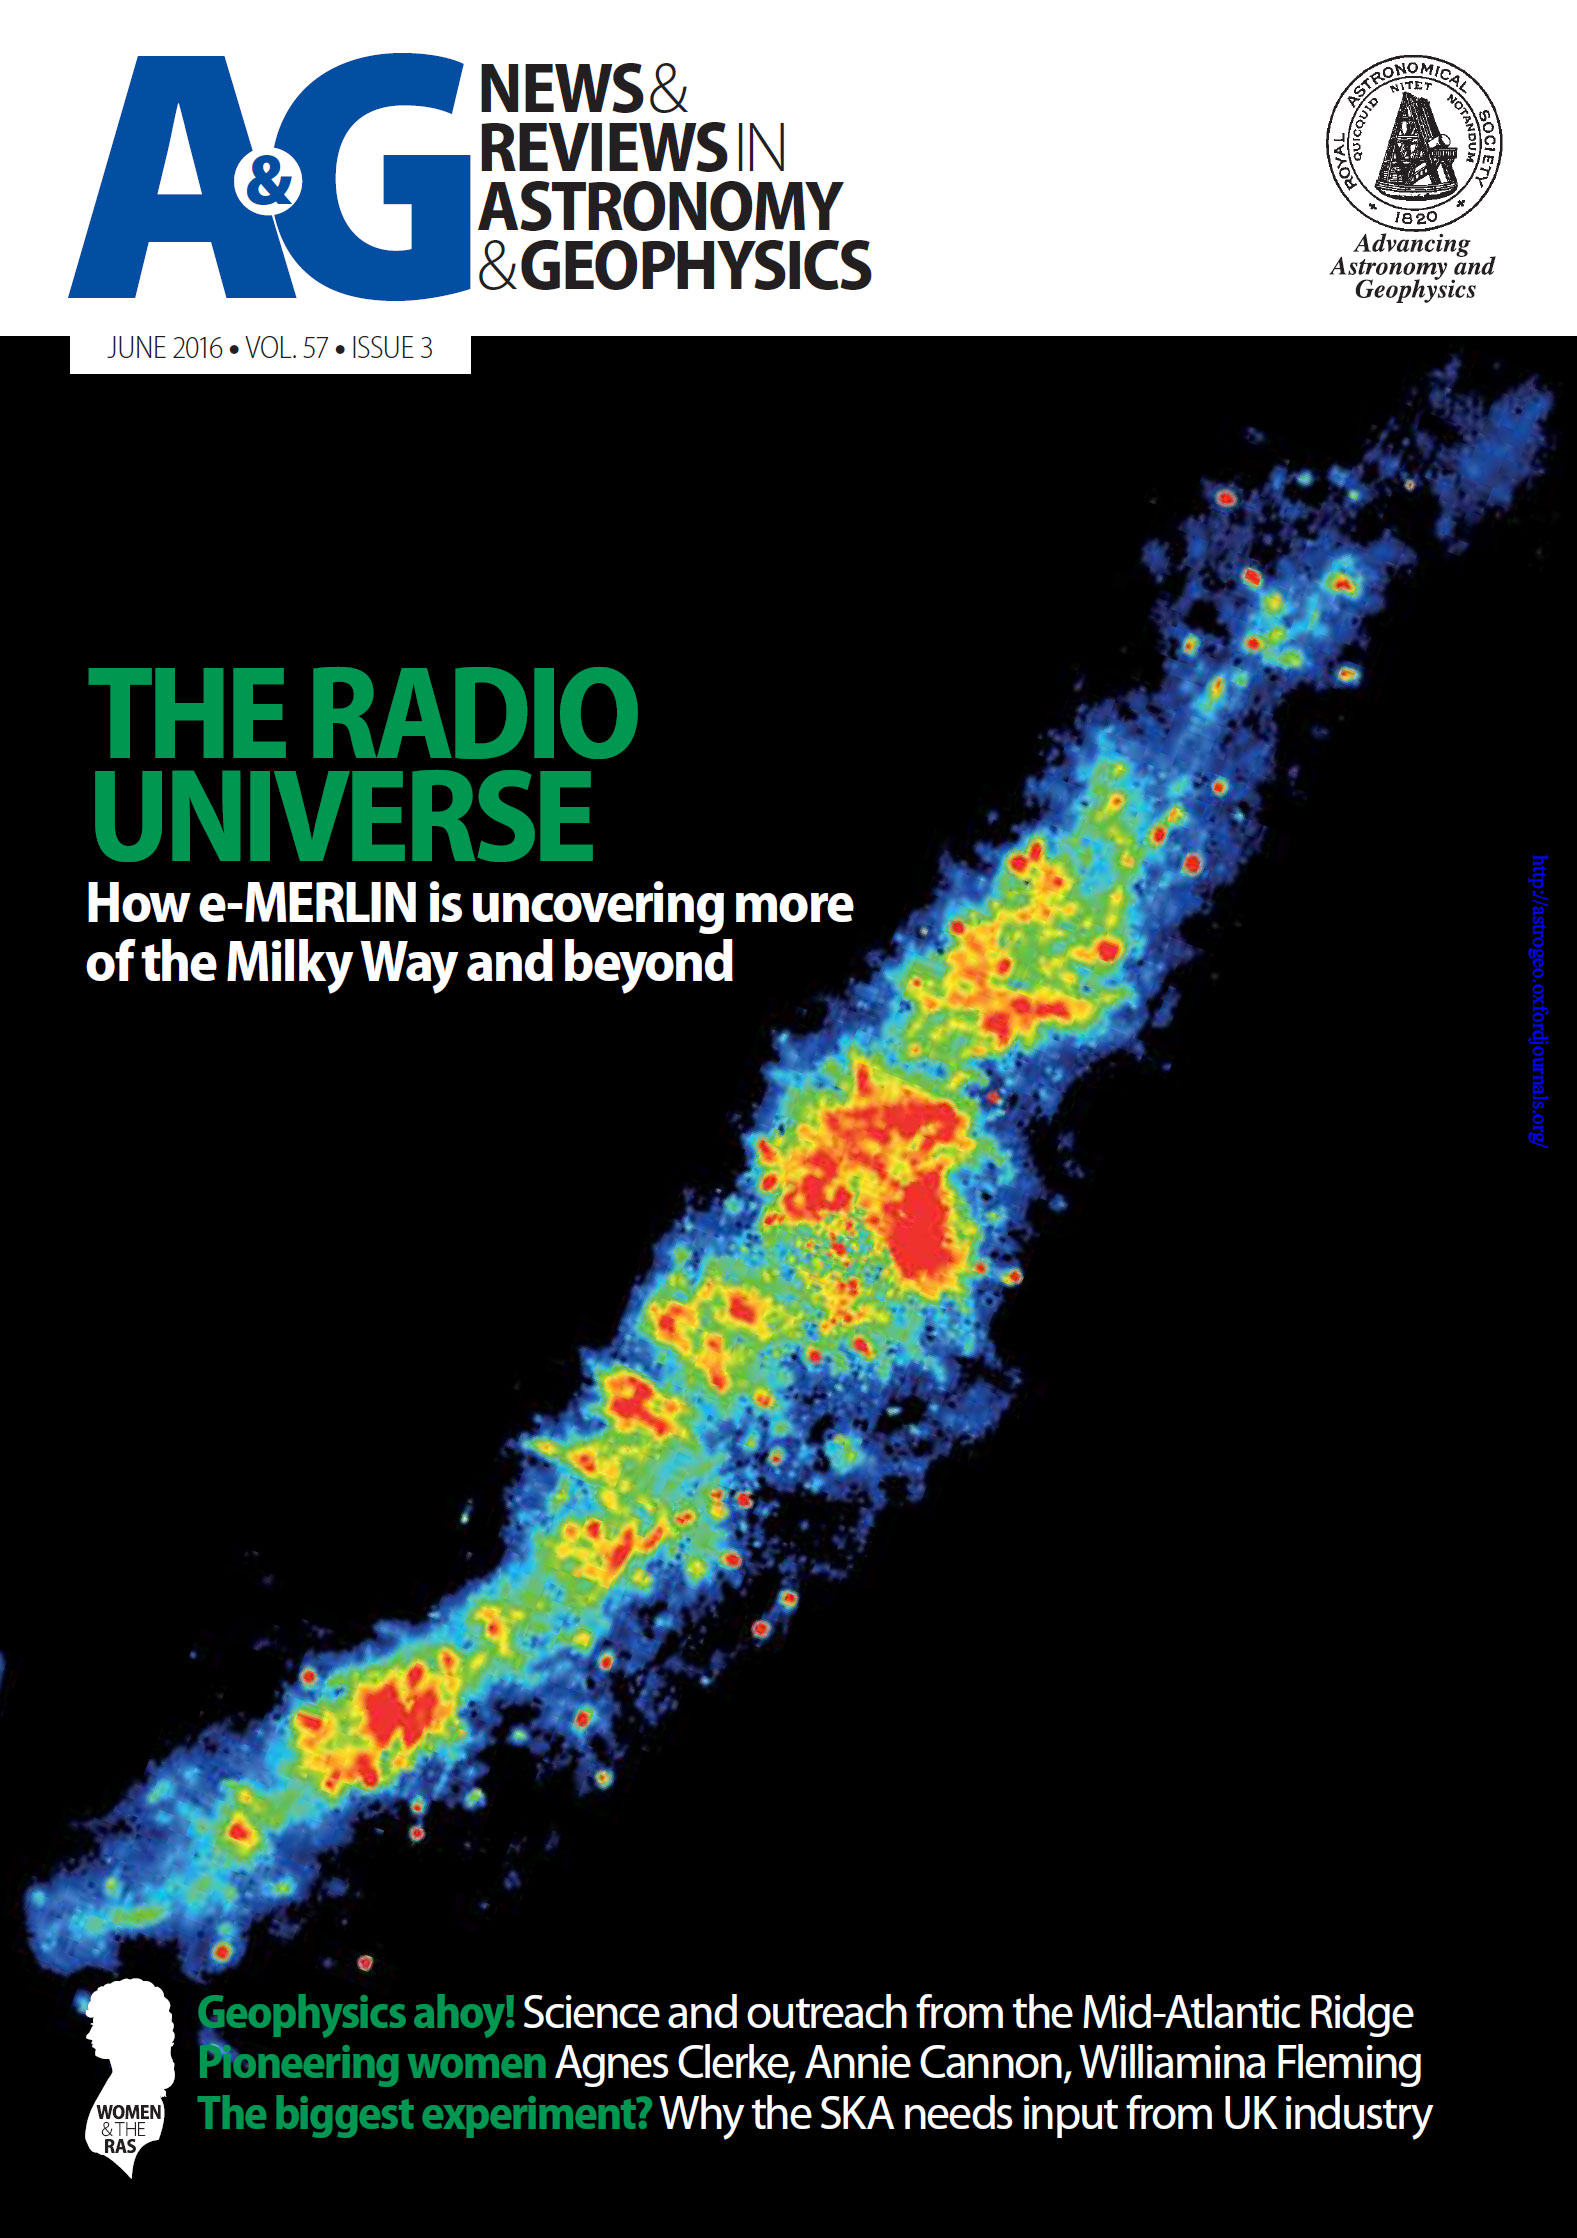 A&G
NEWS&
REVIEWS IN
ASTRONOMY
&GEOPHYSICS
ROYAL ASTRONOMICAL SOCIETY
QUICQUID NITET NOTANDUM
1820
Advancing
Astronomy and
Geophysics
JUNE 2016 • VOL. 57 • ISSUE 3
THE RADIO
UNIVERSE
How e-MERLIN is uncovering more
of the Milky Way and beyond
http://astrogeo.oxfordjournals.org/
Geophysics ahoy! Science and outreach from the Mid-Atlantic Ridge
Pioneering women Agnes Clerke, Annie Cannon, Williamina Fleming
The biggest experiment? Why the SKA needs input from UK industry
WOMEN
& THE
RAS